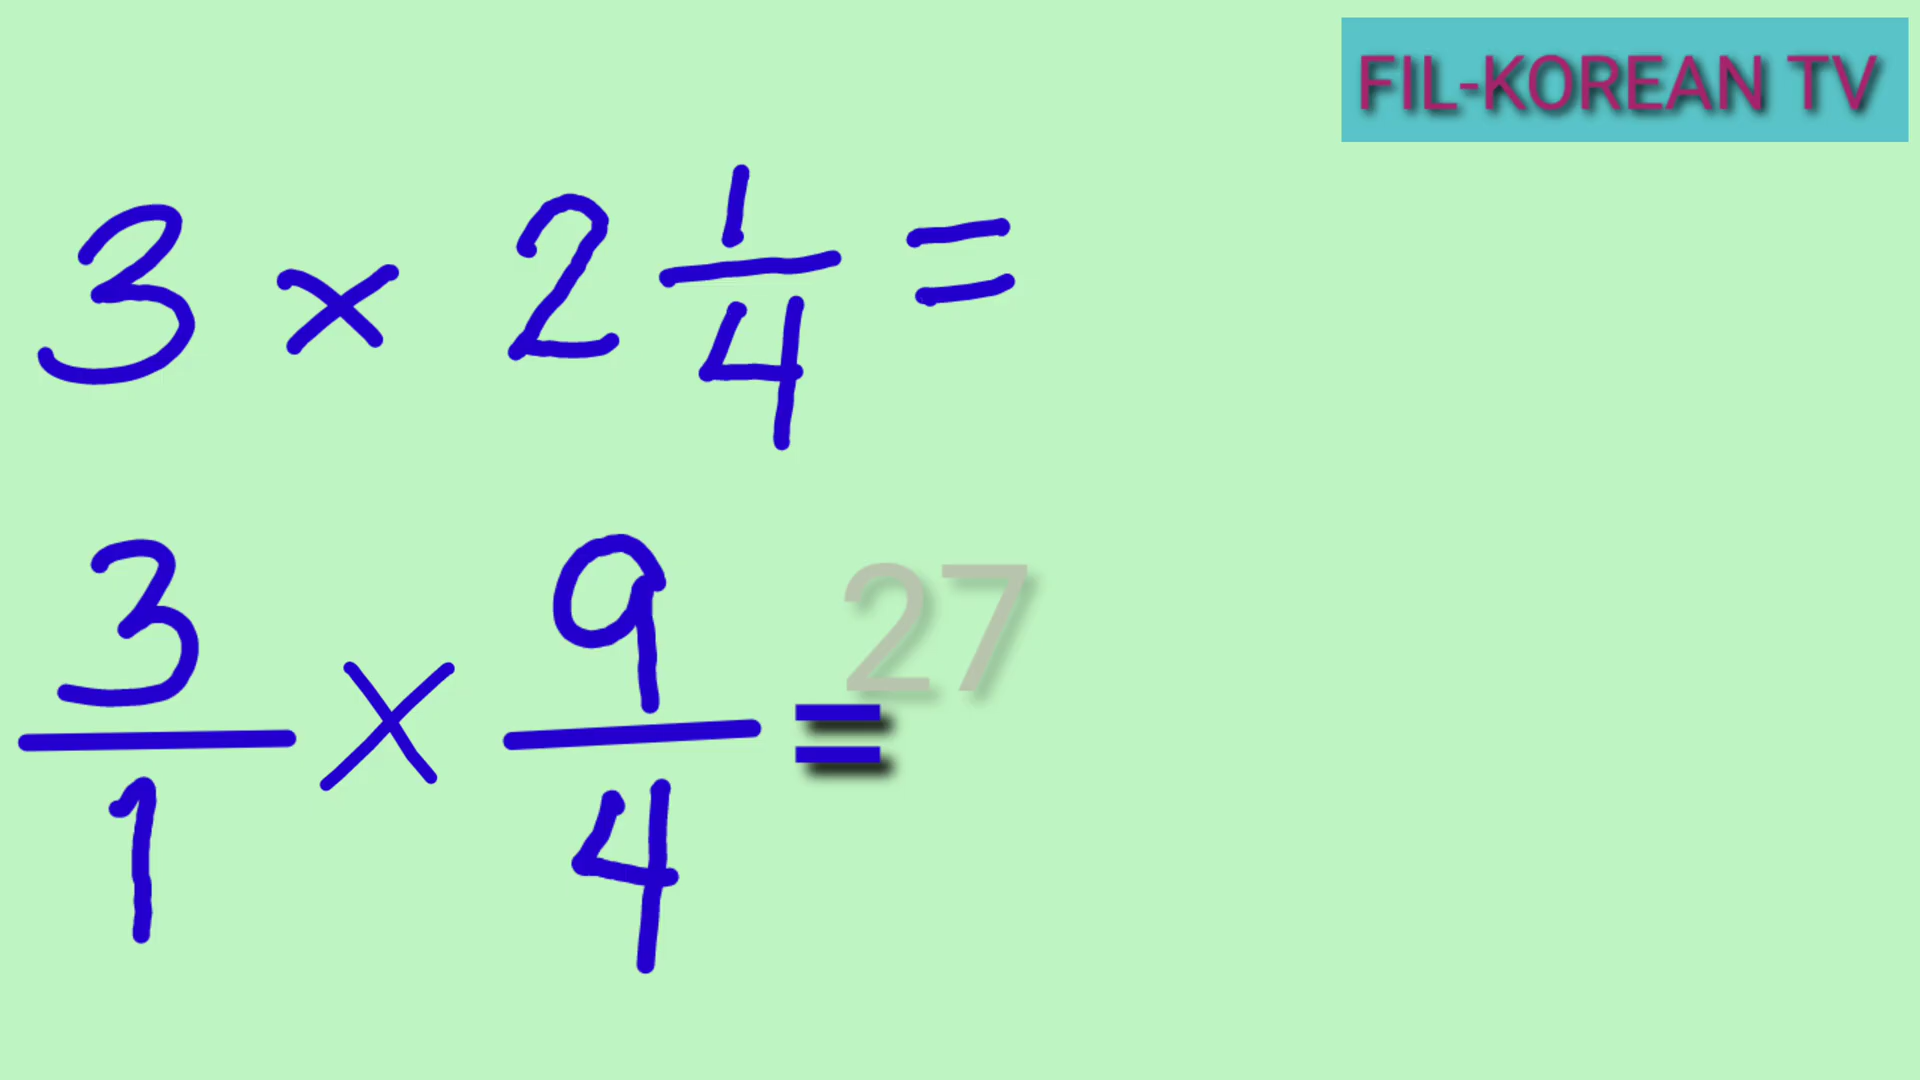 FIL-KOREAN TV
3 × 2 1/4 =
3/1 × 9/4 = 27